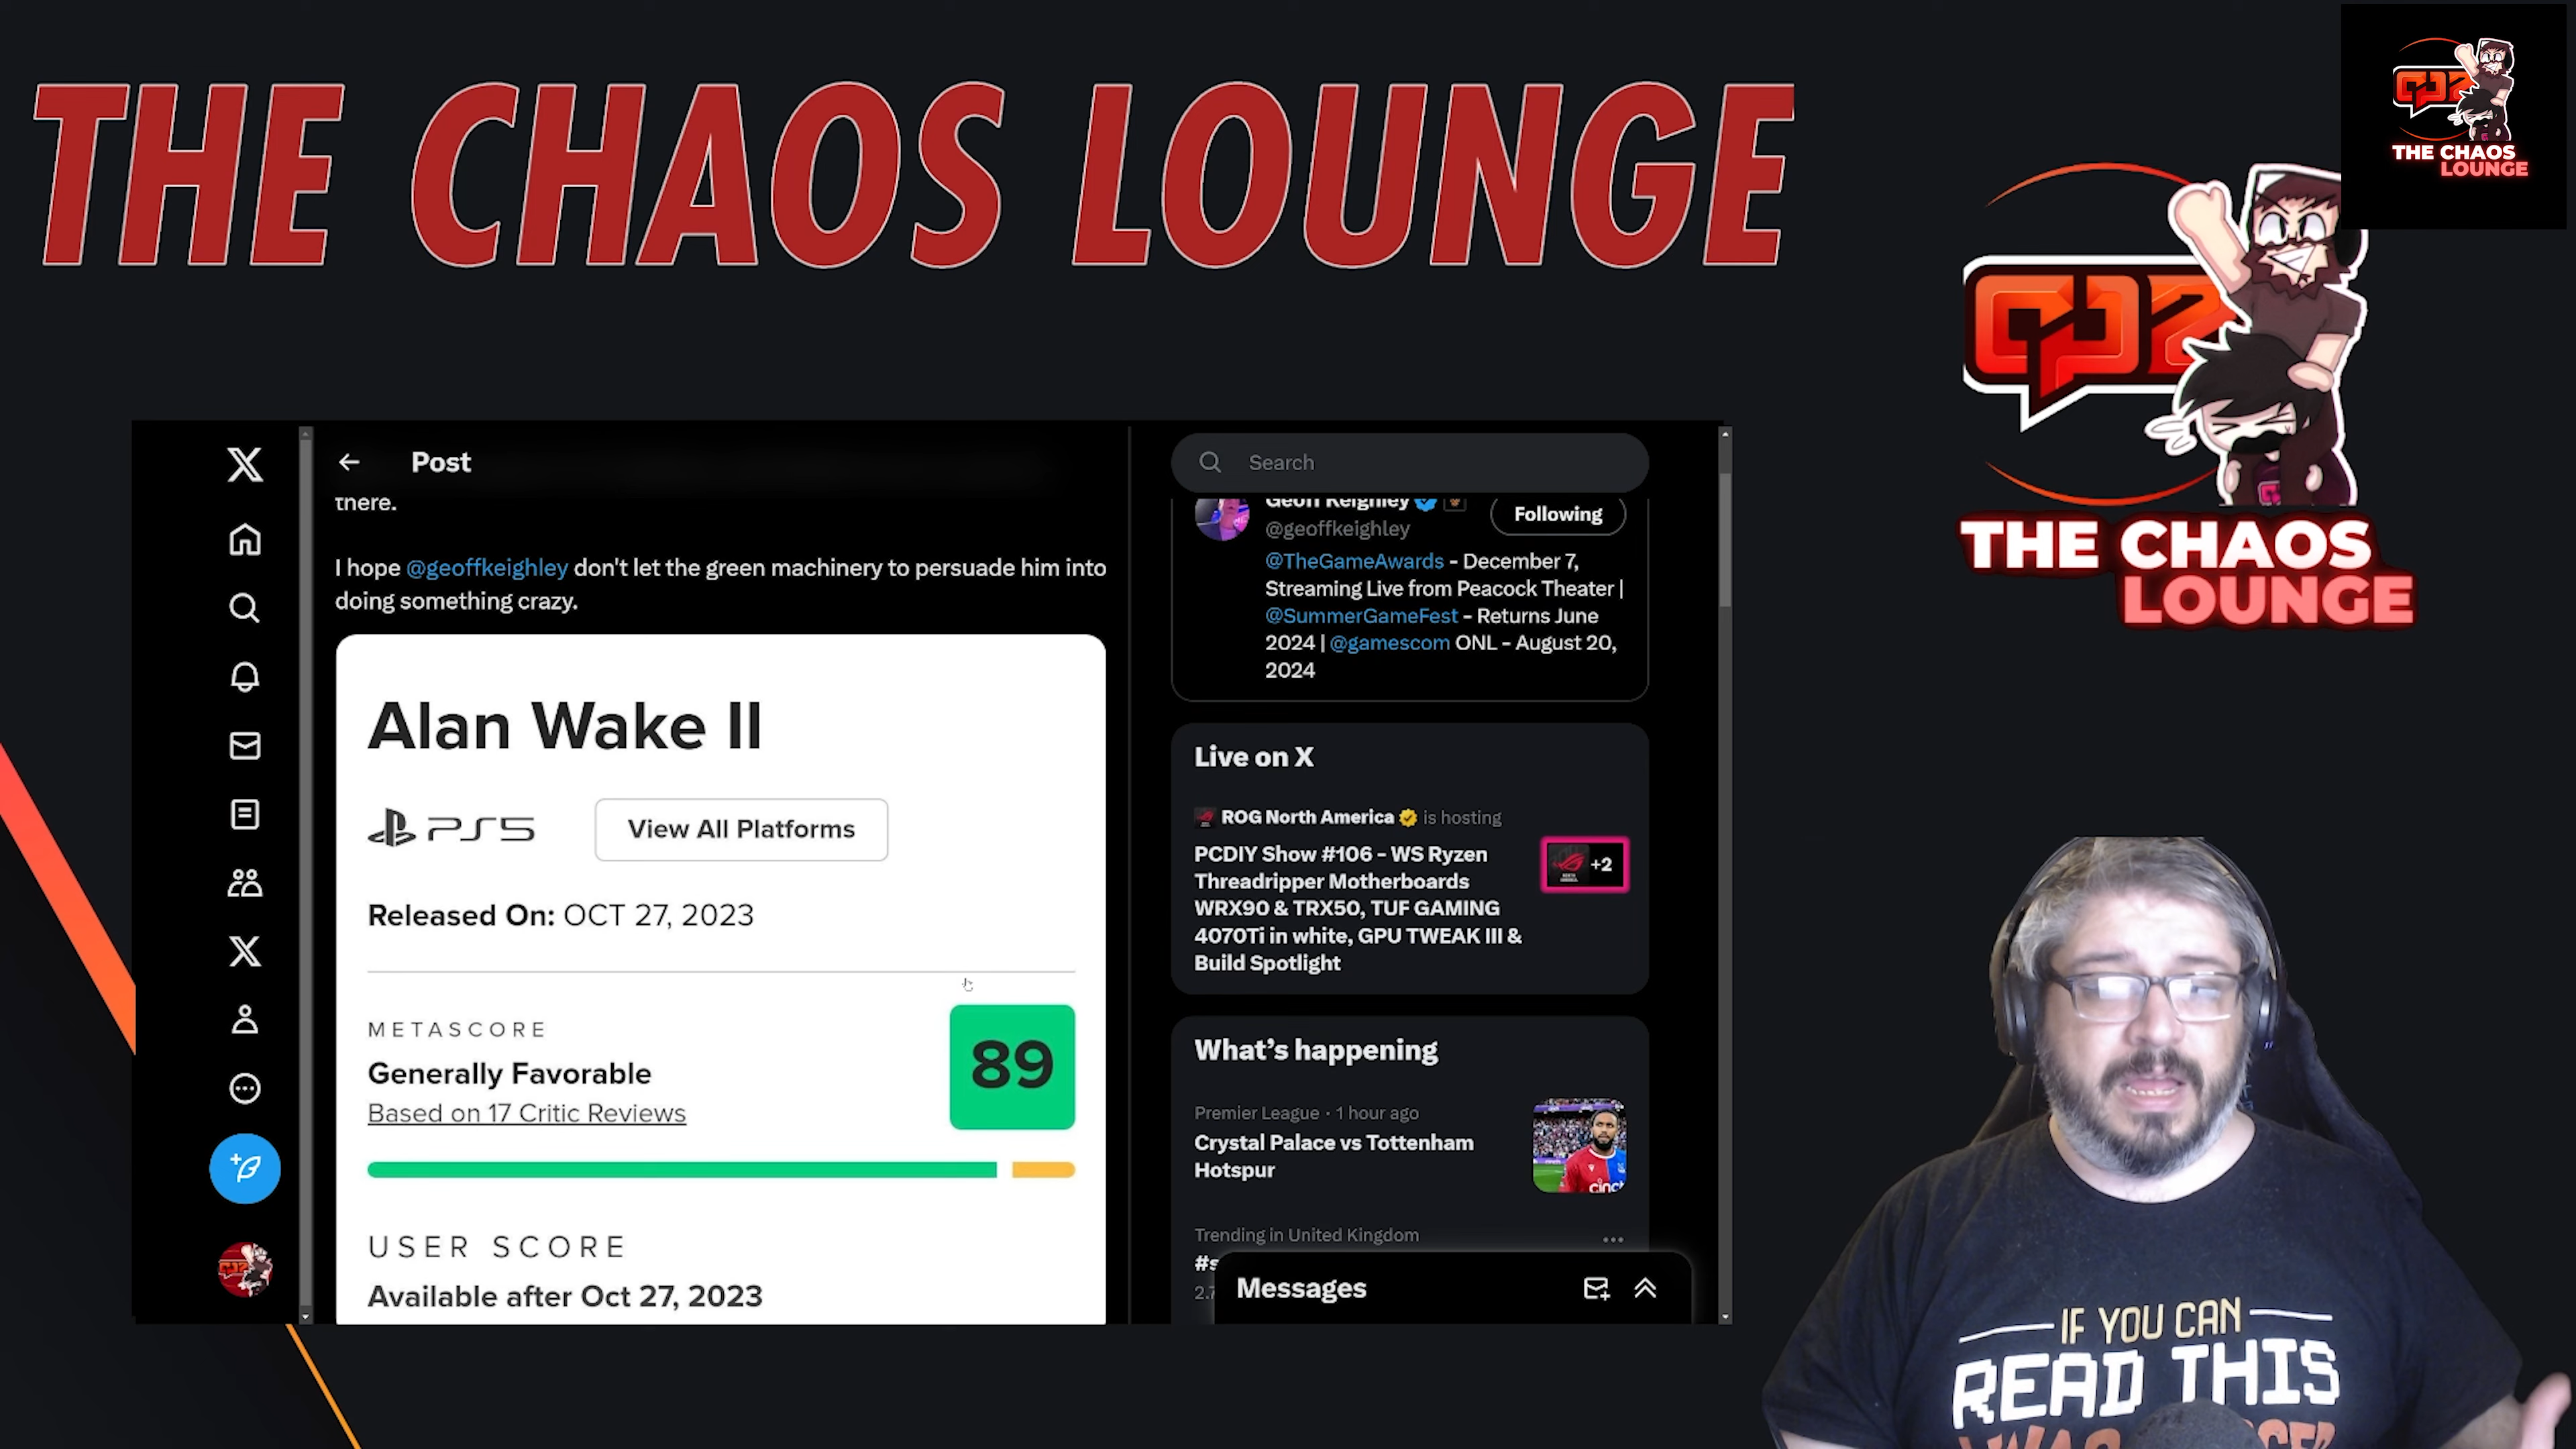 THE CHAOS LOUNGE
THE CHAOS
LOUNGE
THE CHAOS
LOUNGE
Post
there.
I hope @geoffkeighley don't let the green machinery to persuade him into
doing something crazy.
Alan Wake II
PS5
View All Platforms
Released On: OCT 27, 2023
METASCORE
Generally Favorable
Based on 17 Critic Reviews
89
USER SCORE
Available after Oct 27, 2023
Search
Geoff Keighley
@geoffkeighley
Following
@TheGameAwards - December 7,
Streaming Live from Peacock Theater |
@SummerGameFest - Returns June
2024 | @gamescom ONL - August 20,
2024
Live on X
ROG North America is hosting
PCDIY Show #106 - WS Ryzen
Threadripper Motherboards
WRX90 & TRX50, TUF GAMING
4070Ti in white, GPU TWEAK III &
Build Spotlight
+2
What's happening
Premier League · 1 hour ago
Crystal Palace vs Tottenham
Hotspur
cinch
Trending in United Kingdom
Messages
IF YOU CAN
READ THIS